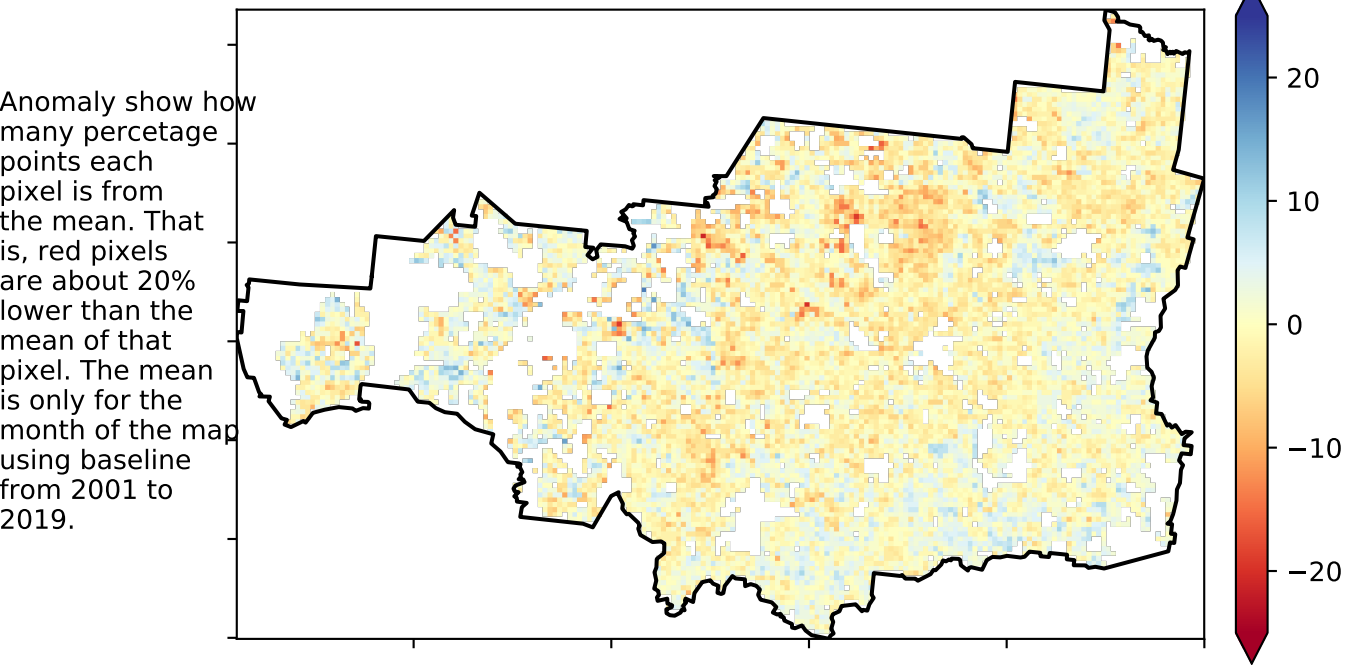 Anomaly show how
many percetage
points each
pixel is from
the mean. That
is, red pixels
are about 20%
lower than the
mean of that
pixel. The mean
is only for the
month of the map
using baseline
from 2001 to
2019.
20
10
0
−10
−20